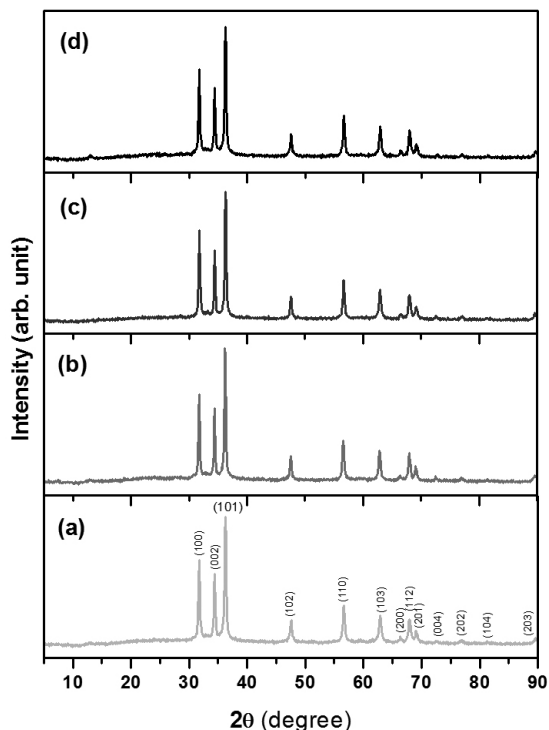 (d)
(c)
(b)
(a)
Intensity (arb. unit)
(100)
(002)
(101)
(102)
(110)
(103)
(200)
(112)
(201)
(004)
(202)
(104)
(203)
10 20 30 40 50 60 70 80 90
2θ (degree)